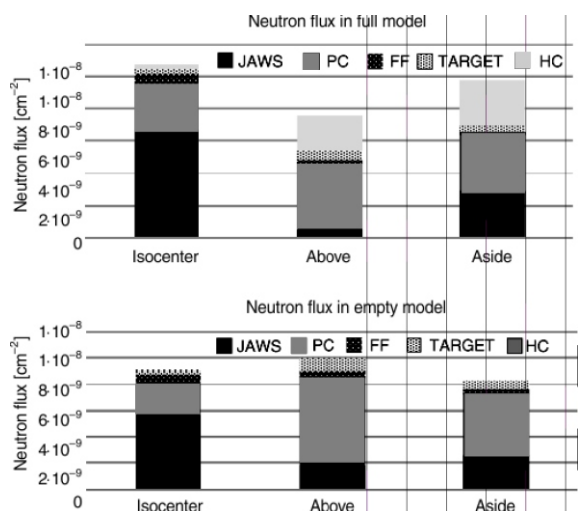 Neutron flux in full model
JAWS PC FF TARGET HC
Neutron flux [cm⁻²]
1·10⁻⁸
1·10⁻⁸
8·10⁻⁹
6·10⁻⁹
4·10⁻⁹
2·10⁻⁹
0
Isocenter Above Aside
Neutron flux in empty model
JAWS PC FF TARGET HC
Neutron flux [cm⁻²]
1·10⁻⁸
1·10⁻⁸
8·10⁻⁹
6·10⁻⁹
4·10⁻⁹
2·10⁻⁹
0
Isocenter Above Aside